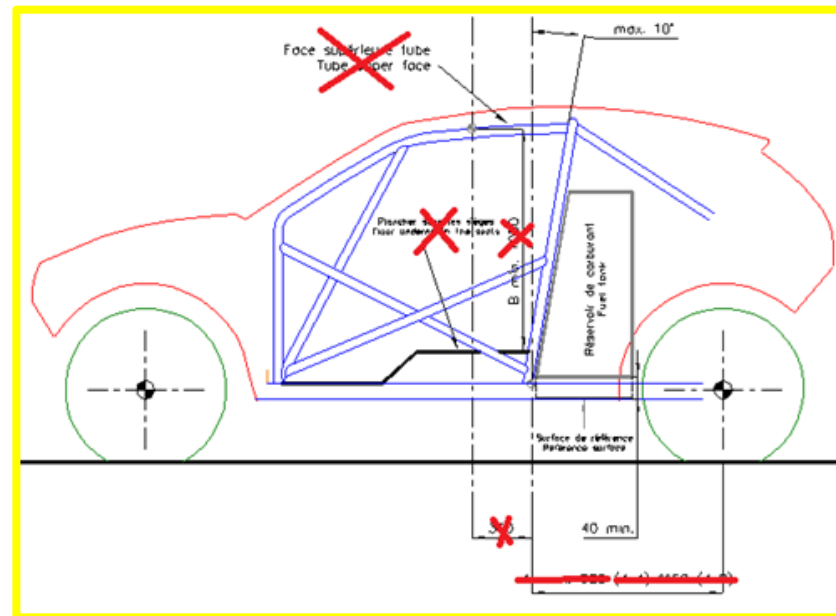 max. 10°
Face supérieure tube
Tube upper face
Plancher sous les sièges
Floor underneath the seats
B min.
Réservoir de carburant
Fuel tank
Surface de référence
Référence surface
40 min.